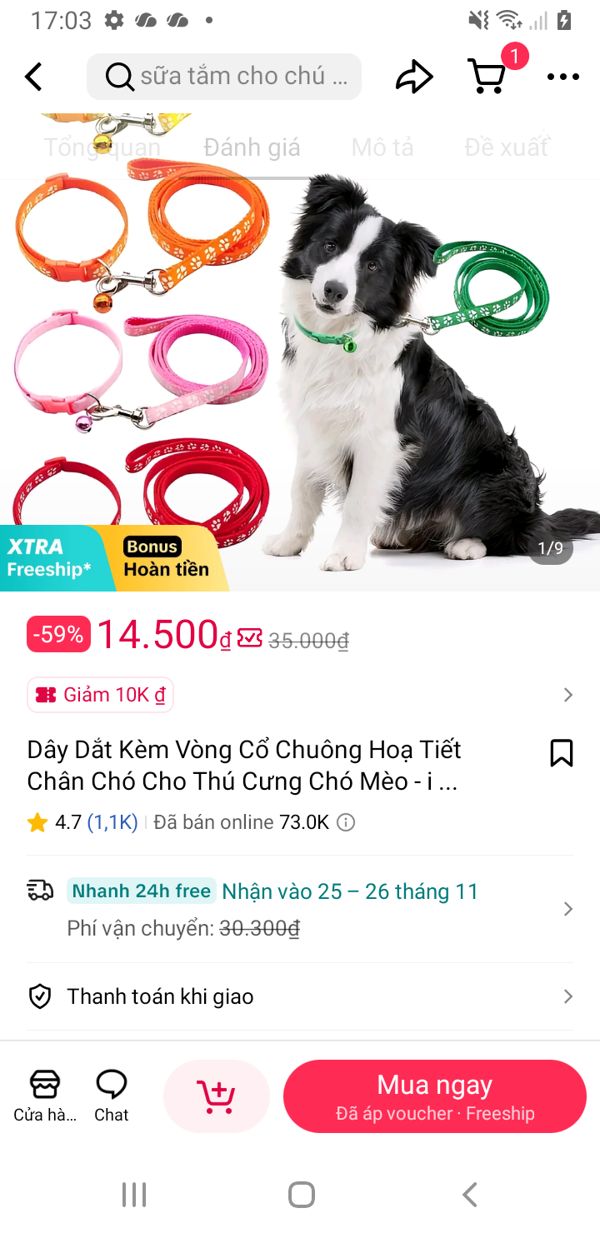 17:03
sữa tắm cho chú ...
1
Tổng quan
Đánh giá
Mô tả
Đề xuất
XTRA
Freeship*
Bonus
Hoàn tiền
1/9
-59% 14.500₫ 35.000₫
Giảm 10K ₫
Dây Dắt Kèm Vòng Cổ Chuông Hoạ Tiết
Chân Chó Cho Thú Cưng Chó Mèo - i ...
4.7 (1,1K) Đã bán online 73.0K
Nhanh 24h free Nhận vào 25 – 26 tháng 11
Phí vận chuyển: 30.300₫
Thanh toán khi giao
Cửa hà...
Chat
Mua ngay
Đã áp voucher · Freeship